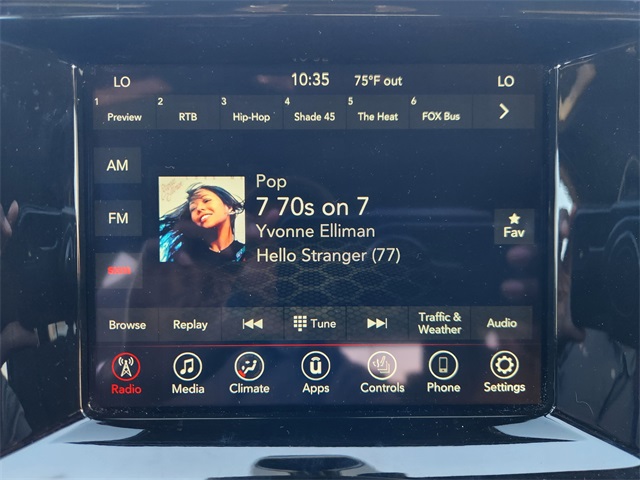 LO 10:35 75°F out LO
1 Preview 2 RTB 3 Hip-Hop 4 Shade 45 5 The Heat 6 FOX Bus
AM
FM
Pop
7 70s on 7
Yvonne Elliman
Hello Stranger (77)
Fav
Browse Replay Tune Traffic & Weather Audio
Radio Media Climate Apps Controls Phone Settings